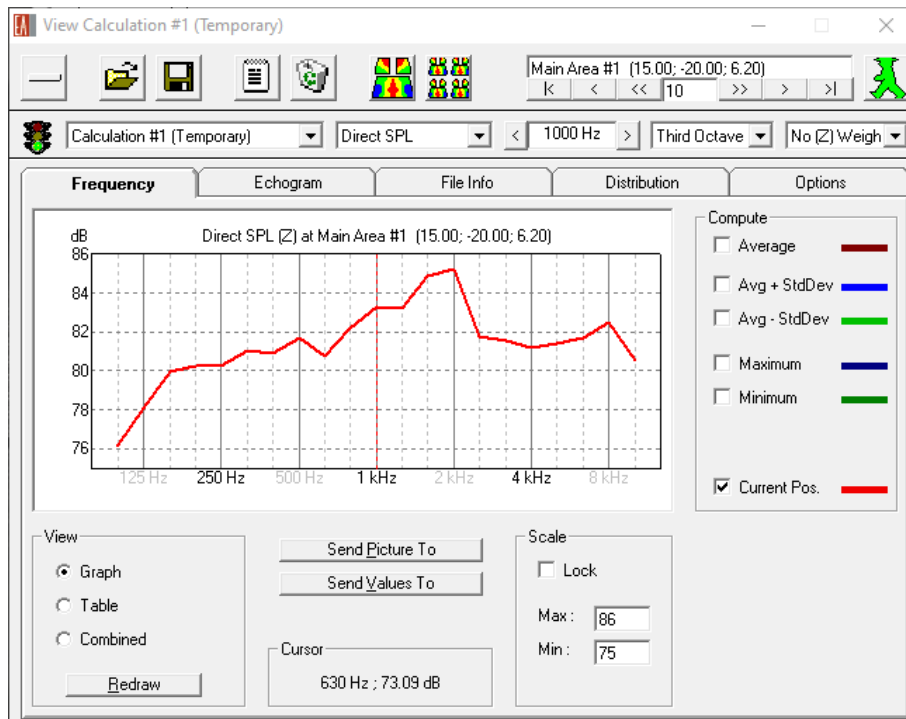 EA View Calculation #1 (Temporary)
Main Area #1 (15.00; -20.00; 6.20)
|< < << 10 >> > >|
Calculation #1 (Temporary) Direct SPL < 1000 Hz > Third Octave No (Z) Weigh
Frequency Echogram File Info Distribution Options
dB Direct SPL (Z) at Main Area #1 (15.00; -20.00; 6.20)
86
84
82
80
78
76
125 Hz 250 Hz 500 Hz 1 kHz 2 kHz 4 kHz 8 kHz
Compute
Average
Avg + StdDev
Avg - StdDev
Maximum
Minimum
Current Pos.
View
Graph
Table
Combined
Redraw
Send Picture To
Send Values To
Cursor
630 Hz ; 73.09 dB
Scale
Lock
Max : 86
Min : 75